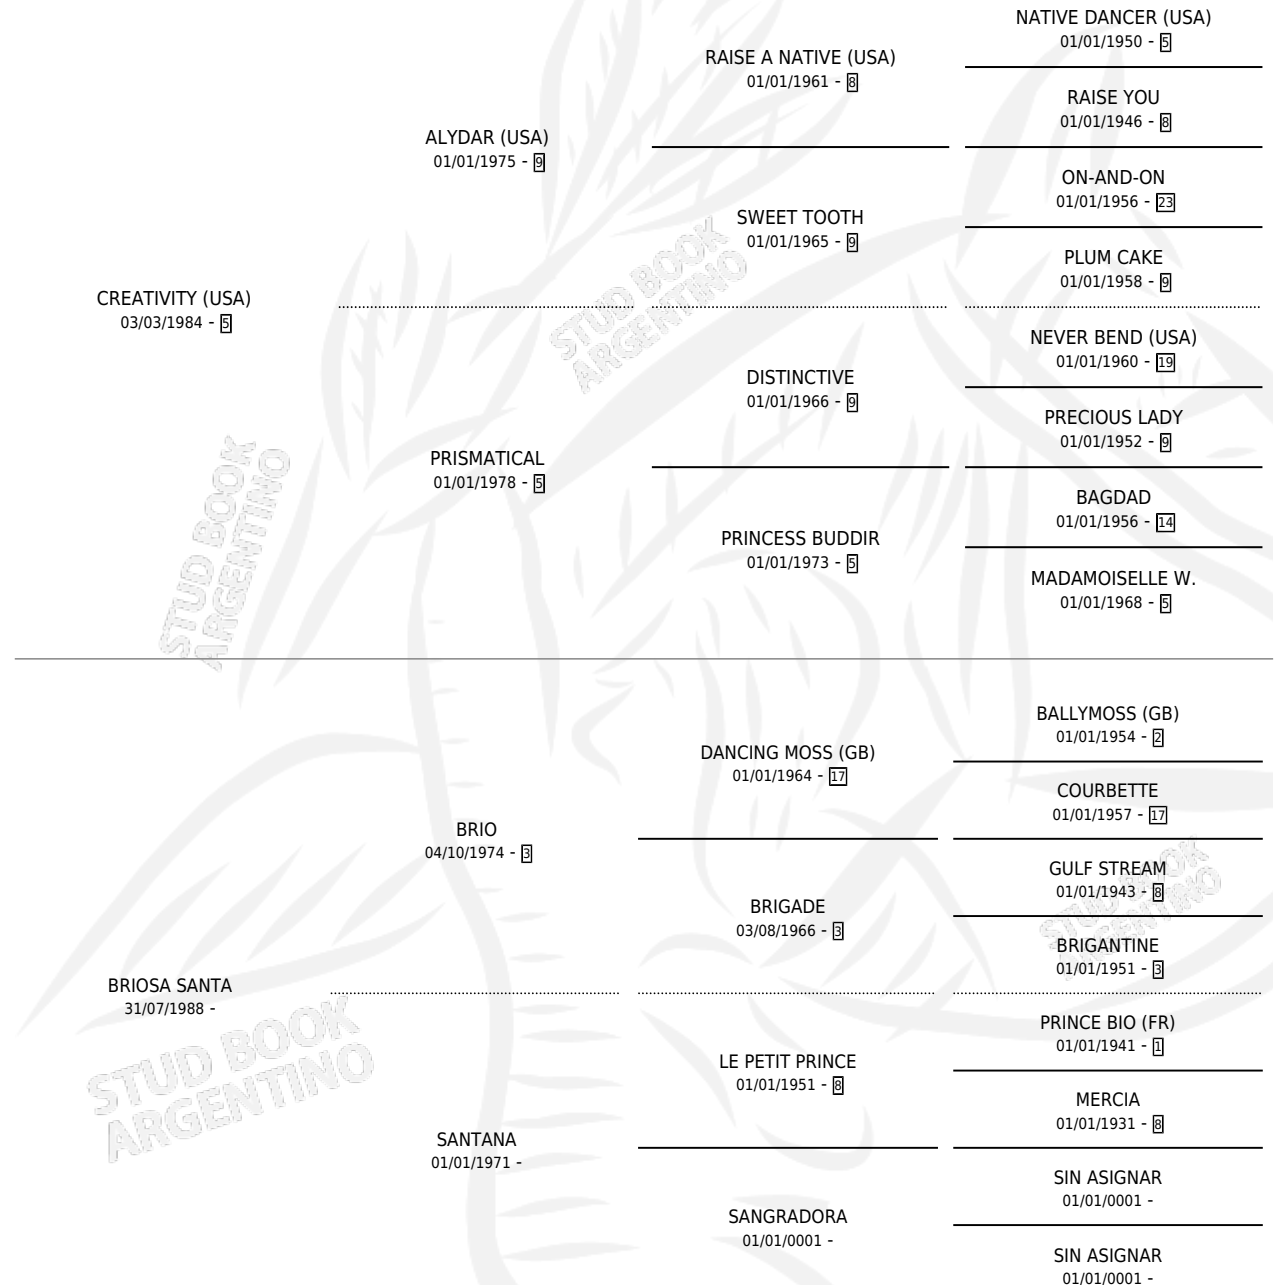 NATIVE DANCER (USA)
01/01/1950 - 5
RAISE A NATIVE (USA)
01/01/1961 - 8
RAISE YOU
01/01/1946 - 8
ALYDAR (USA)
01/01/1975 - 9
ON-AND-ON
01/01/1956 - 23
SWEET TOOTH
01/01/1965 - 9
PLUM CAKE
01/01/1958 - 9
CREATIVITY (USA)
03/03/1984 - 5
NEVER BEND (USA)
01/01/1960 - 19
DISTINCTIVE
01/01/1966 - 9
PRECIOUS LADY
01/01/1952 - 9
PRISMATICAL
01/01/1978 - 5
BAGDAD
01/01/1956 - 14
PRINCESS BUDDIR
01/01/1973 - 5
MADAMOISELLE W.
01/01/1968 - 5
BALLYMOSS (GB)
01/01/1954 - 2
DANCING MOSS (GB)
01/01/1964 - 17
COURBETTE
01/01/1957 - 17
BRIO
04/10/1974 - 3
GULF STREAM
01/01/1943 - 8
BRIGADE
03/08/1966 - 3
BRIGANTINE
01/01/1951 - 3
BRIOSA SANTA
31/07/1988 -
PRINCE BIO (FR)
01/01/1941 - 1
LE PETIT PRINCE
01/01/1951 - 8
MERCIA
01/01/1931 - 8
SANTANA
01/01/1971 -
SIN ASIGNAR
01/01/0001 -
SANGRADORA
01/01/0001 -
SIN ASIGNAR
01/01/0001 -
STUD BOOK
ARGENTINO
STUD BOOK
ARGENTINO
STUD BOOK
ARGENTINO
STUD BOOK
ARGENTINO